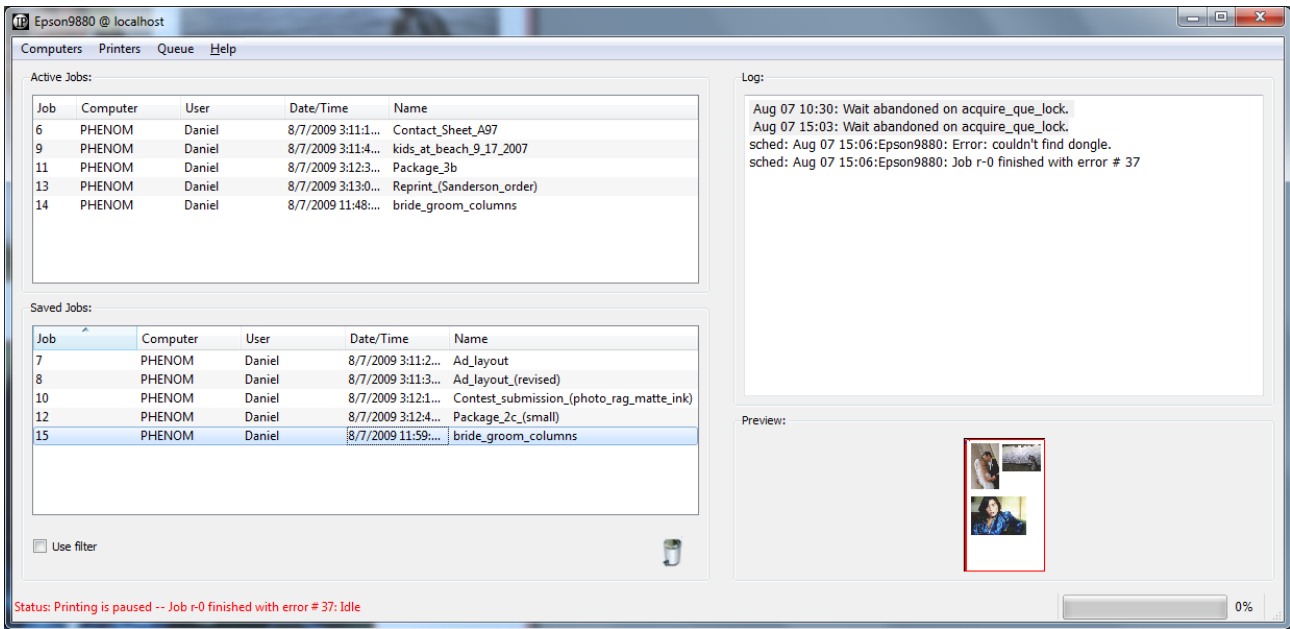 Epson9880 @ localhost
Computers Printers Queue Help
Active Jobs:
Job Computer User Date/Time Name
6 PHENOM Daniel 8/7/2009 3:11:1... Contact_Sheet_A97
9 PHENOM Daniel 8/7/2009 3:11:4... kids_at_beach_9_17_2007
11 PHENOM Daniel 8/7/2009 3:12:3... Package_3b
13 PHENOM Daniel 8/7/2009 3:13:0... Reprint_(Sanderson_order)
14 PHENOM Daniel 8/7/2009 11:48:... bride_groom_columns
Saved Jobs:
Job Computer User Date/Time Name
7 PHENOM Daniel 8/7/2009 3:11:2... Ad_layout
8 PHENOM Daniel 8/7/2009 3:11:3... Ad_layout_(revised)
10 PHENOM Daniel 8/7/2009 3:12:1... Contest_submission_(photo_rag_matte_ink)
12 PHENOM Daniel 8/7/2009 3:12:4... Package_2c_(small)
15 PHENOM Daniel 8/7/2009 11:59:... bride_groom_columns
Use filter
Log:
Aug 07 10:30: Wait abandoned on acquire_que_lock.
Aug 07 15:03: Wait abandoned on acquire_que_lock.
sched: Aug 07 15:06:Epson9880: Error: couldn't find dongle.
sched: Aug 07 15:06:Epson9880: Job r-0 finished with error # 37
Preview:
Status: Printing is paused -- Job r-0 finished with error # 37: Idle
0%